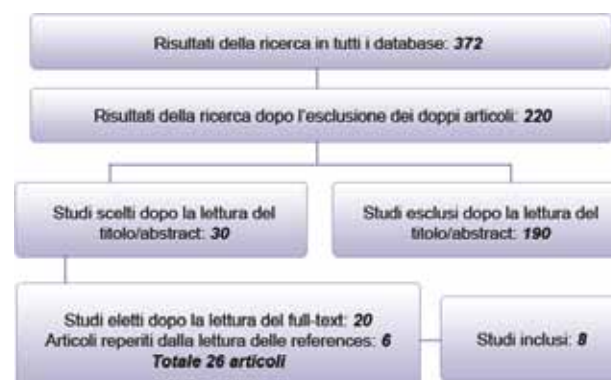 Risultati della ricerca in tutti i database: 372
Risultati della ricerca dopo l'esclusione dei doppi articoli: 220
Studi scelti dopo la lettura del
titolo/abstract: 30
Studi esclusi dopo la lettura del
titolo/abstract: 190
Studi eletti dopo la lettura del full-text: 20
Articoli reperiti dalla lettura delle references: 6
Totale 26 articoli
Studi inclusi: 8